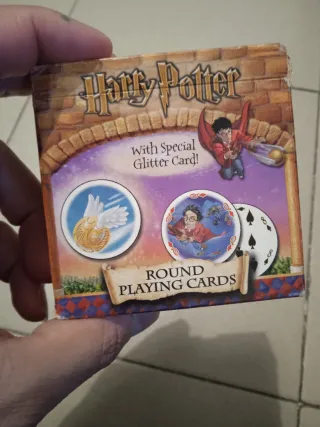 Harry Potter
With Special
Glitter Card!
ROUND
PLAYING CARDS